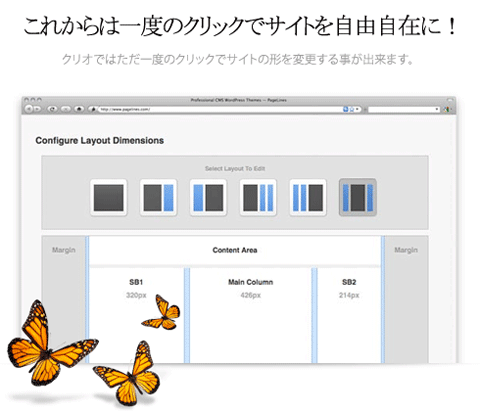 これからは一度のクリックでサイトを自由自在に！
クリオではただ一度のクリックでサイトの形を変更する事が出来ます。
Professional CMS WordPress Themes — PageLines
http://www.pagelines.com/
Configure Layout Dimensions
Select Layout To Edit
Margin
Content Area
Margin
SB1
Main Column
SB2
320px
426px
214px